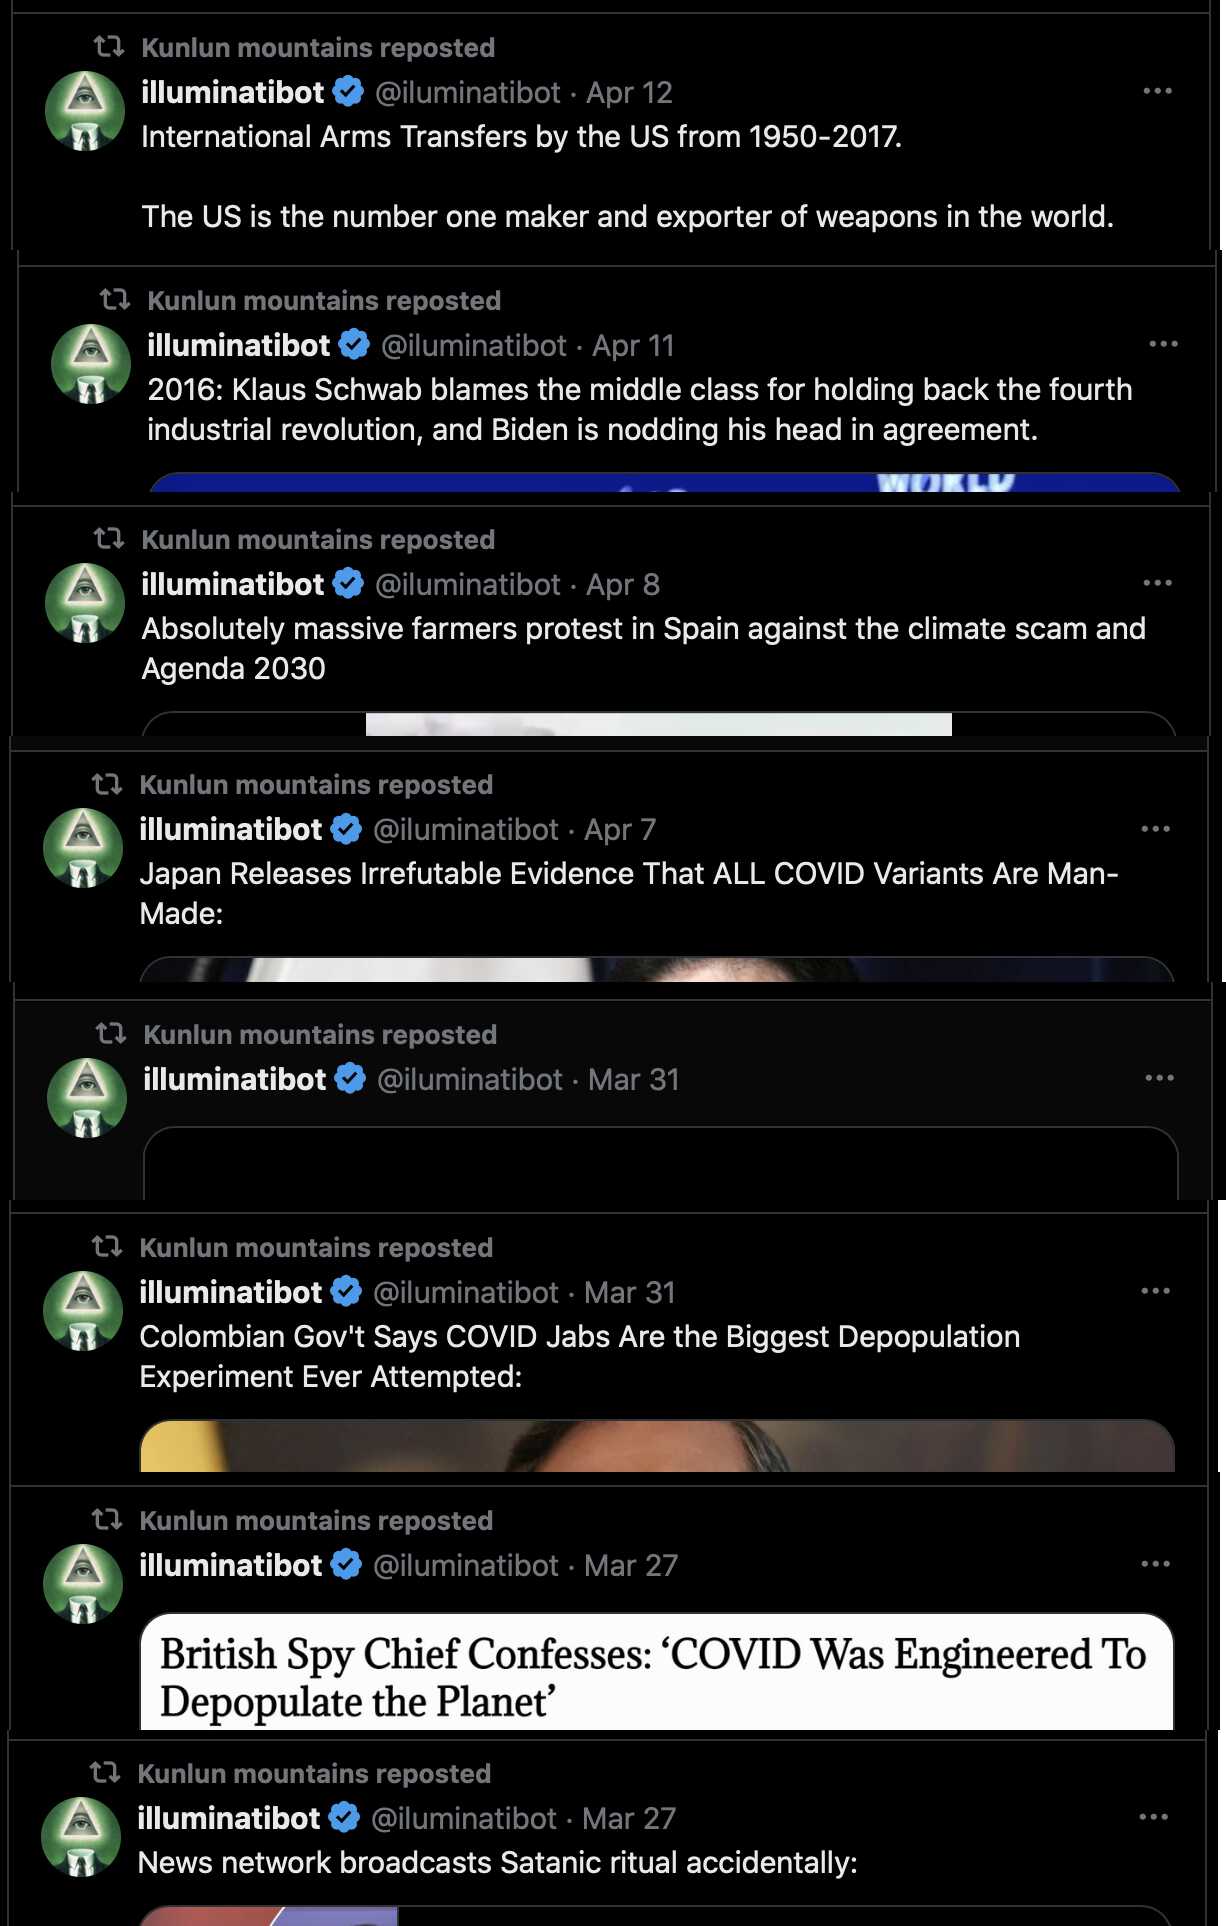 Kunlun mountains reposted
illuminatibot @iluminatibot · Apr 12
International Arms Transfers by the US from 1950-2017.
The US is the number one maker and exporter of weapons in the world.
Kunlun mountains reposted
illuminatibot @iluminatibot · Apr 11
2016: Klaus Schwab blames the middle class for holding back the fourth
industrial revolution, and Biden is nodding his head in agreement.
WORLD
Kunlun mountains reposted
illuminatibot @iluminatibot · Apr 8
Absolutely massive farmers protest in Spain against the climate scam and
Agenda 2030
Kunlun mountains reposted
illuminatibot @iluminatibot · Apr 7
Japan Releases Irrefutable Evidence That ALL COVID Variants Are Man-
Made:
Kunlun mountains reposted
illuminatibot @iluminatibot · Mar 31
Kunlun mountains reposted
illuminatibot @iluminatibot · Mar 31
Colombian Gov't Says COVID Jabs Are the Biggest Depopulation
Experiment Ever Attempted:
Kunlun mountains reposted
illuminatibot @iluminatibot · Mar 27
British Spy Chief Confesses: ‘COVID Was Engineered To
Depopulate the Planet’
Kunlun mountains reposted
illuminatibot @iluminatibot · Mar 27
News network broadcasts Satanic ritual accidentally: